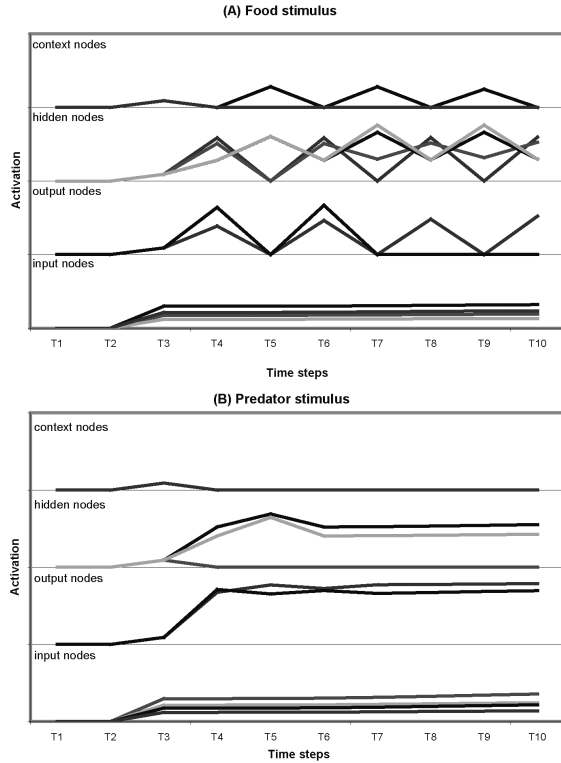 (A) Food stimulus
context nodes
hidden nodes
output nodes
input nodes
Activation
T1 T2 T3 T4 T5 T6 T7 T8 T9 T10
Time steps
(B) Predator stimulus
context nodes
hidden nodes
output nodes
input nodes
Activation
T1 T2 T3 T4 T5 T6 T7 T8 T9 T10
Time steps